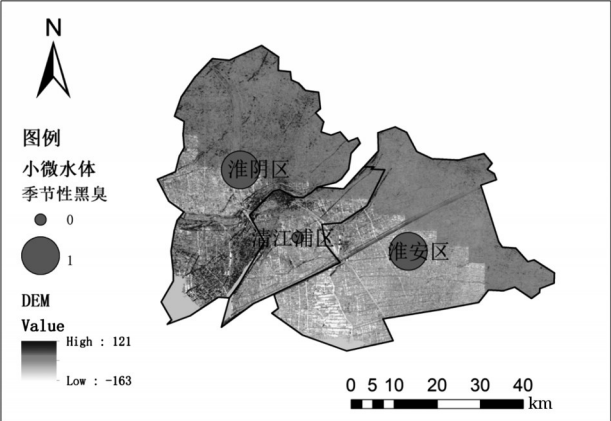 N
图例
小微水体
季节性黑臭
0
1
DEM
Value
High : 121
Low : -163
淮阴区
清江浦区
淮安区
0 5 10 20 30 40
km